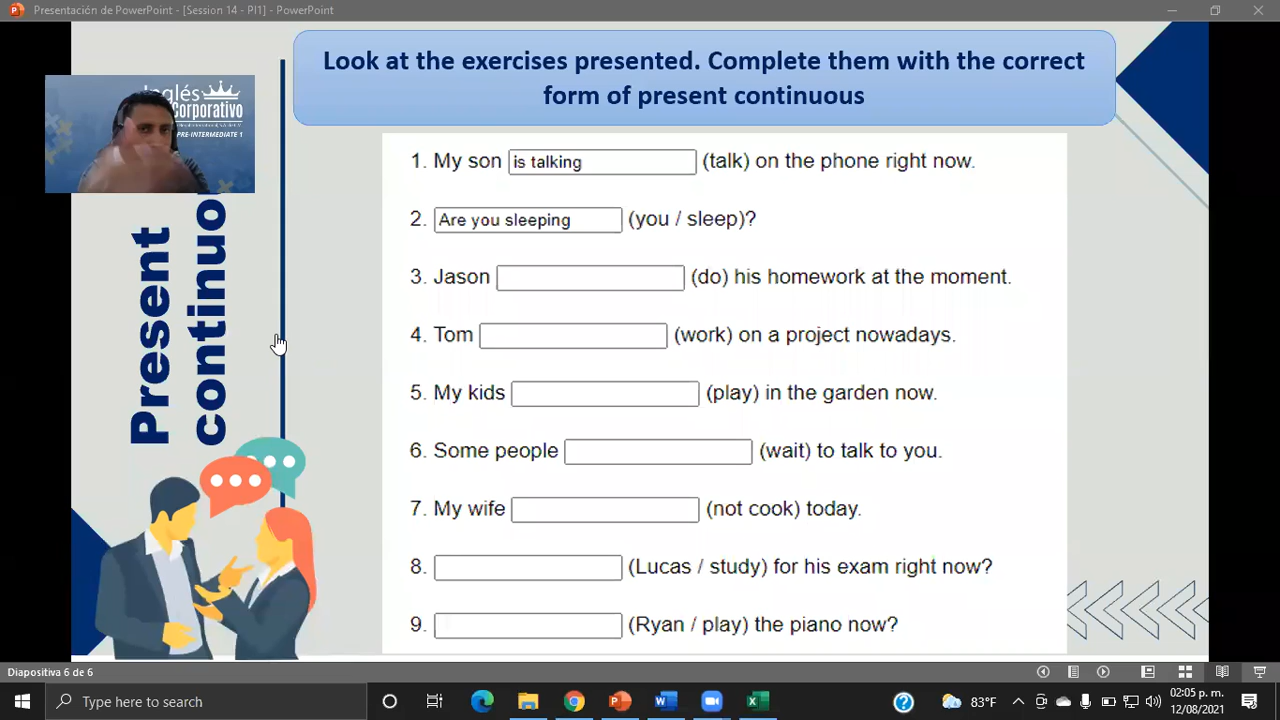 Presentación de PowerPoint - [Session 14 - PI1] - PowerPoint
Look at the exercises presented. Complete them with the correct
form of present continuous
Inglés
Corporativo
PRE-INTERMEDIATE 1
Present
continuo
1. My son is talking (talk) on the phone right now.
2. Are you sleeping (you / sleep)?
3. Jason (do) his homework at the moment.
4. Tom (work) on a project nowadays.
5. My kids (play) in the garden now.
6. Some people (wait) to talk to you.
7. My wife (not cook) today.
8. (Lucas / study) for his exam right now?
9. (Ryan / play) the piano now?
Diapositiva 6 de 6
Type here to search
83°F
02:05 p. m.
12/08/2021